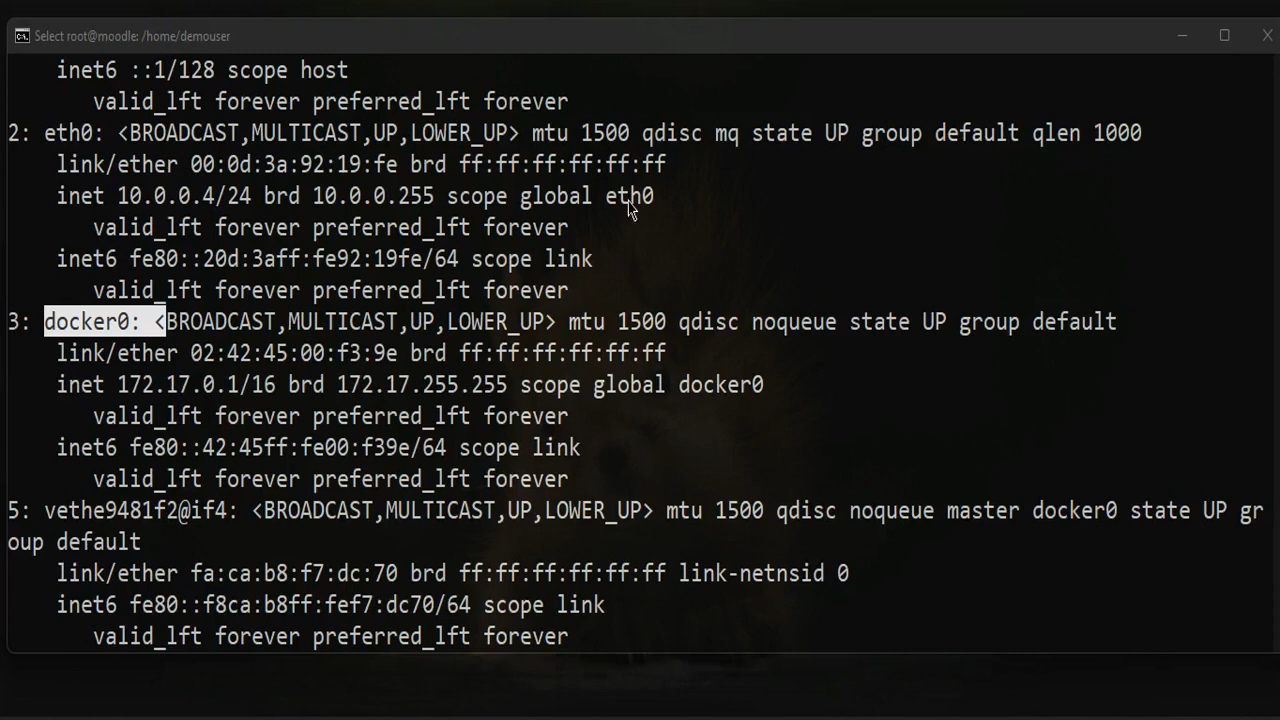 Select root@moodle: /home/demouser
inet6 ::1/128 scope host
valid_lft forever preferred_lft forever
2: eth0: <BROADCAST,MULTICAST,UP,LOWER_UP> mtu 1500 qdisc mq state UP group default qlen 1000
link/ether 00:0d:3a:92:19:fe brd ff:ff:ff:ff:ff:ff
inet 10.0.0.4/24 brd 10.0.0.255 scope global eth0
valid_lft forever preferred_lft forever
inet6 fe80::20d:3aff:fe92:19fe/64 scope link
valid_lft forever preferred_lft forever
3: docker0: <BROADCAST,MULTICAST,UP,LOWER_UP> mtu 1500 qdisc noqueue state UP group default
link/ether 02:42:45:00:f3:9e brd ff:ff:ff:ff:ff:ff
inet 172.17.0.1/16 brd 172.17.255.255 scope global docker0
valid_lft forever preferred_lft forever
inet6 fe80::42:45ff:fe00:f39e/64 scope link
valid_lft forever preferred_lft forever
5: vethe9481f2@if4: <BROADCAST,MULTICAST,UP,LOWER_UP> mtu 1500 qdisc noqueue master docker0 state UP gr
oup default
link/ether fa:ca:b8:f7:dc:70 brd ff:ff:ff:ff:ff:ff link-netnsid 0
inet6 fe80::f8ca:b8ff:fef7:dc70/64 scope link
valid_lft forever preferred_lft forever